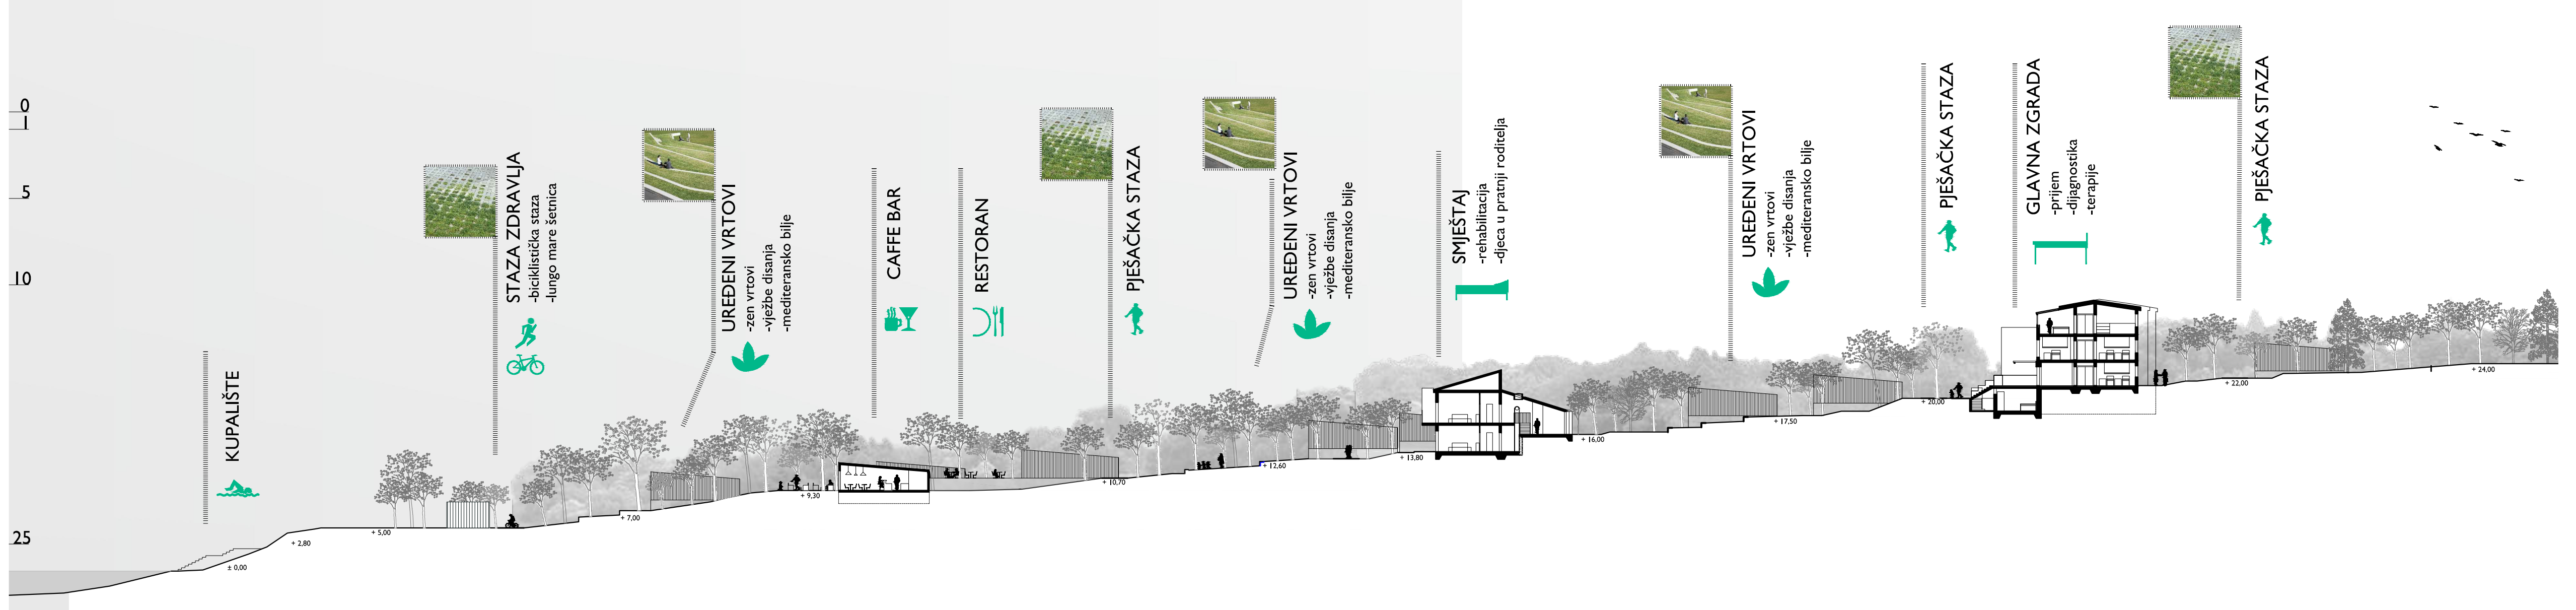 0
1
5
10
25
KUPALIŠTE
STAZA ZDRAVLJA
-biciklistička staza
-lungo mare šetnica
UREĐENI VRTOVI
-zen vrtovi
-vježbe disanja
-mediteransko bilje
CAFFE BAR
RESTORAN
PJEŠAČKA STAZA
UREĐENI VRTOVI
-zen vrtovi
-vježbe disanja
-mediteransko bilje
SMJEŠTAJ
-rehabilitacija
-djeca u pratnji roditelja
UREĐENI VRTOVI
-zen vrtovi
-vježbe disanja
-mediteransko bilje
PJEŠAČKA STAZA
GLAVNA ZGRADA
-prijem
-dijagnostika
-terapije
PJEŠAČKA STAZA
± 0,00
+ 2,80
+ 5,00
+ 7,00
+ 9,30
+ 10,70
+ 12,60
+ 13,80
+ 16,00
+ 17,50
+ 20,00
+ 22,00
+ 24,00